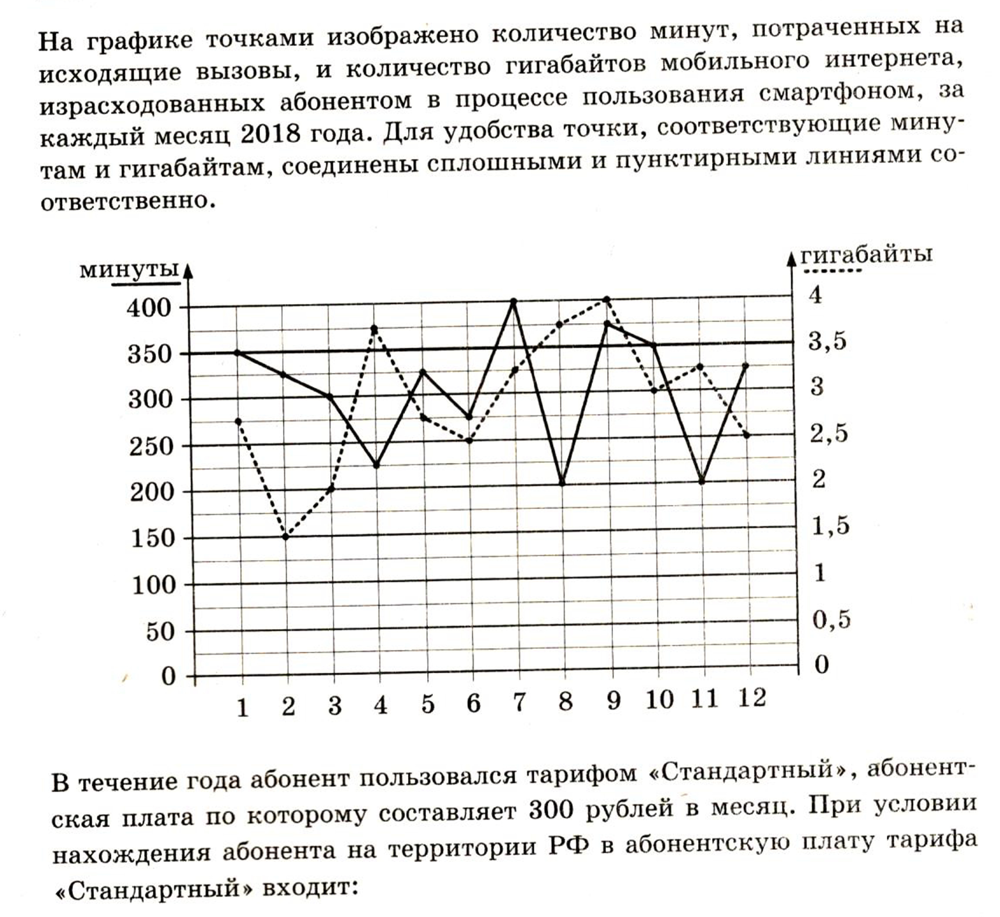 На графике точками изображено количество минут, потраченных на
исходящие вызовы, и количество гигабайтов мобильного интернета,
израсходованных абонентом в процессе пользования смартфоном, за
каждый месяц 2018 года. Для удобства точки, соответствующие мину-
там и гигабайтам, соединены сплошными и пунктирными линиями со-
ответственно.
минуты
гигабайты
400
4
350
3,5
300
3
250
2,5
200
2
150
1,5
100
1
50
0,5
0
0
1 2 3 4 5 6 7 8 9 10 11 12
В течение года абонент пользовался тарифом «Стандартный», абонент-
ская плата по которому составляет 300 рублей в месяц. При условии
нахождения абонента на территории РФ в абонентскую плату тарифа
«Стандартный» входит: